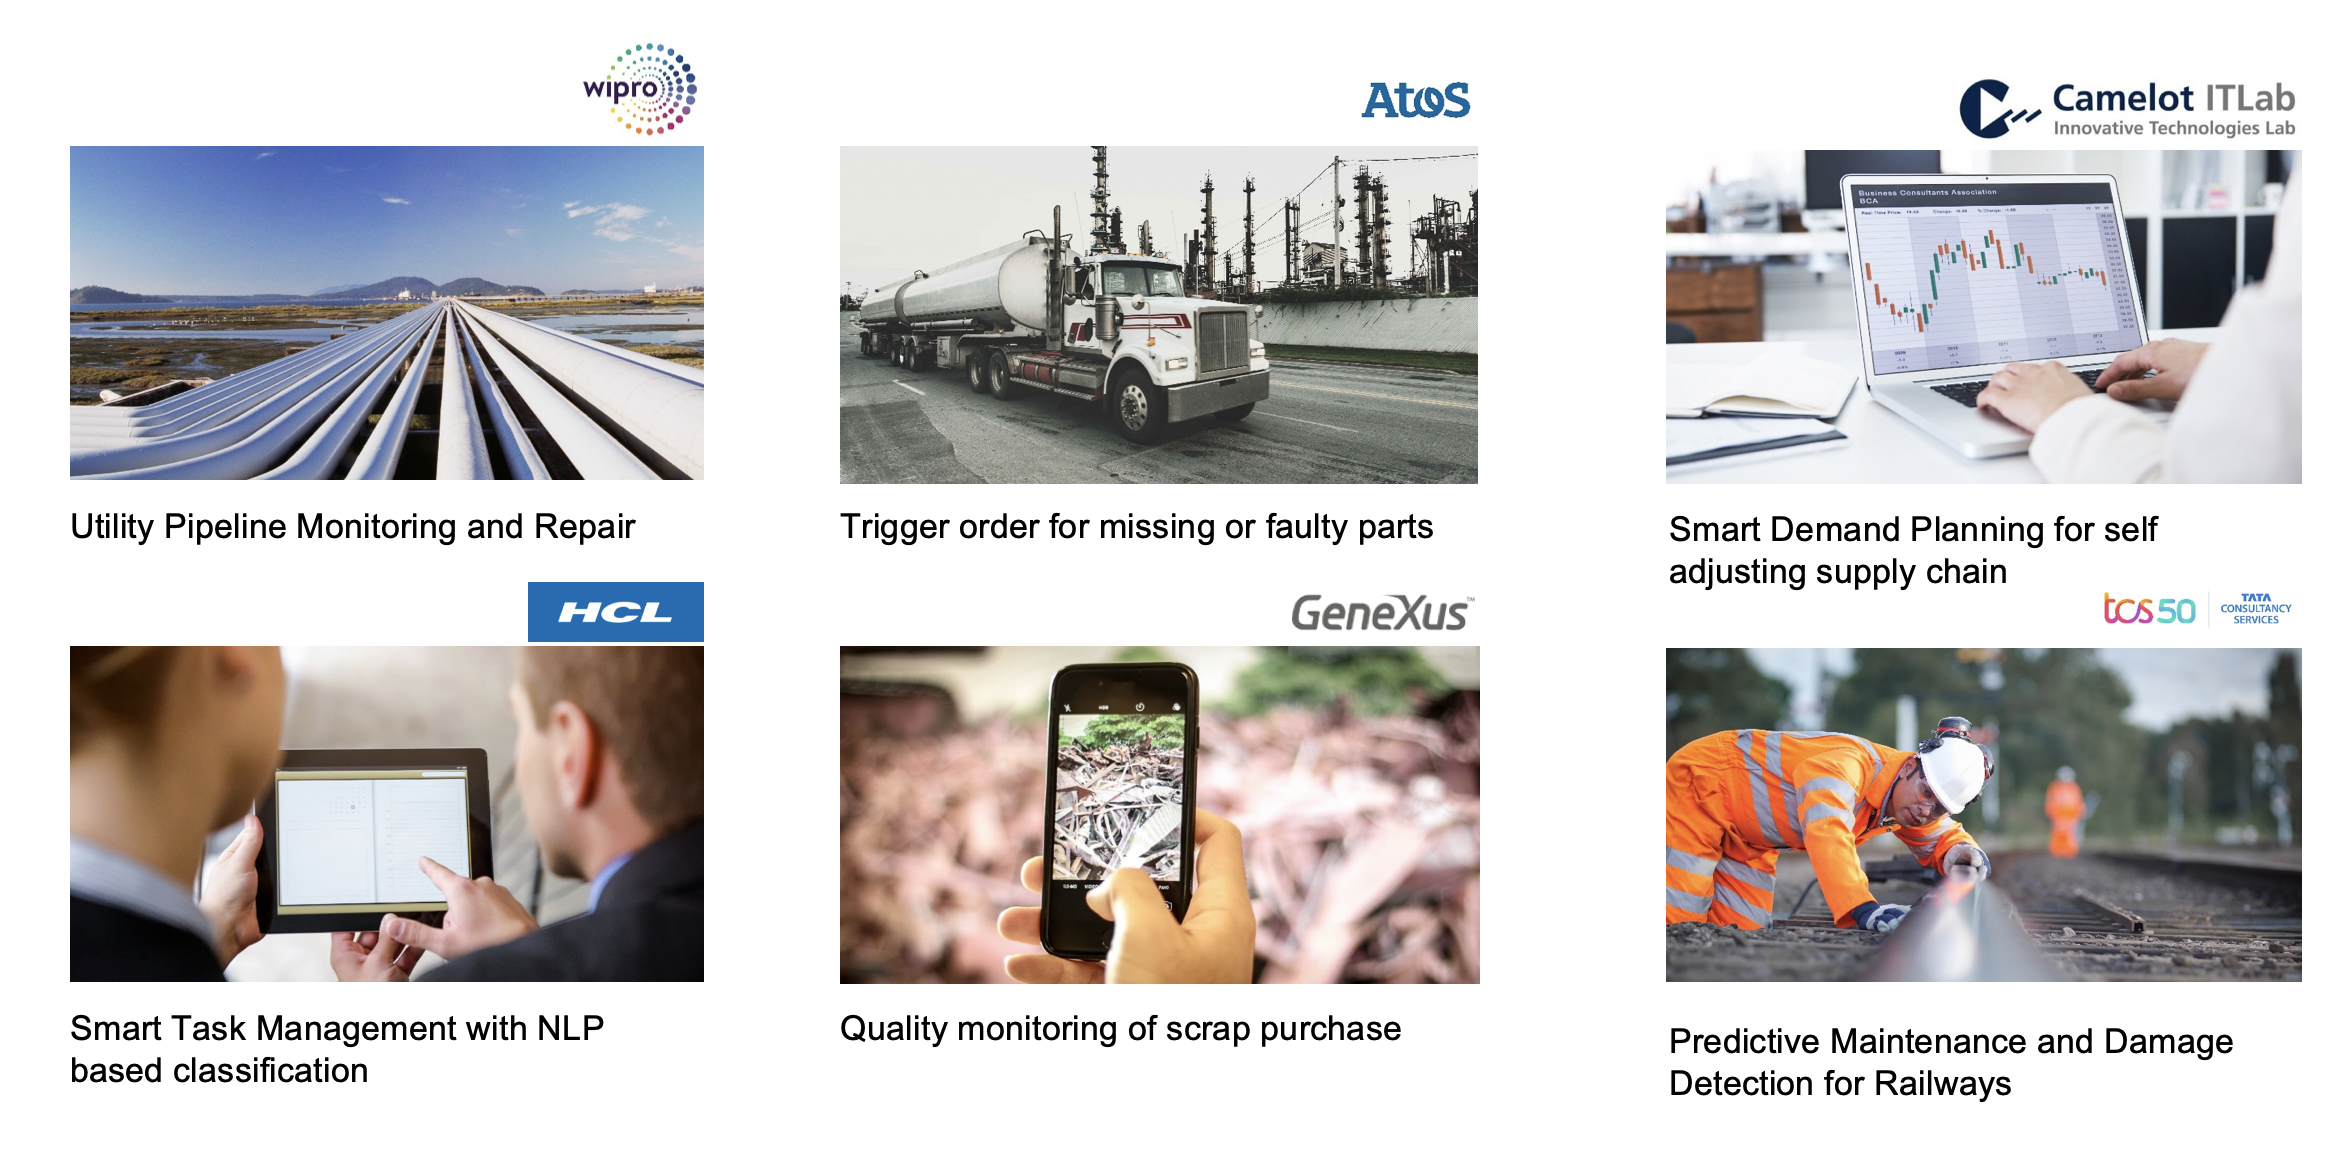 wipro
Atos
Camelot ITLab
Innovative Technologies Lab
Business Consultants Association
BCA
Utility Pipeline Monitoring and Repair
Trigger order for missing or faulty parts
Smart Demand Planning for self
adjusting supply chain
HCL
GeneXus™
tcs 50
TATA
CONSULTANCY
SERVICES
Smart Task Management with NLP
based classification
Quality monitoring of scrap purchase
Predictive Maintenance and Damage
Detection for Railways